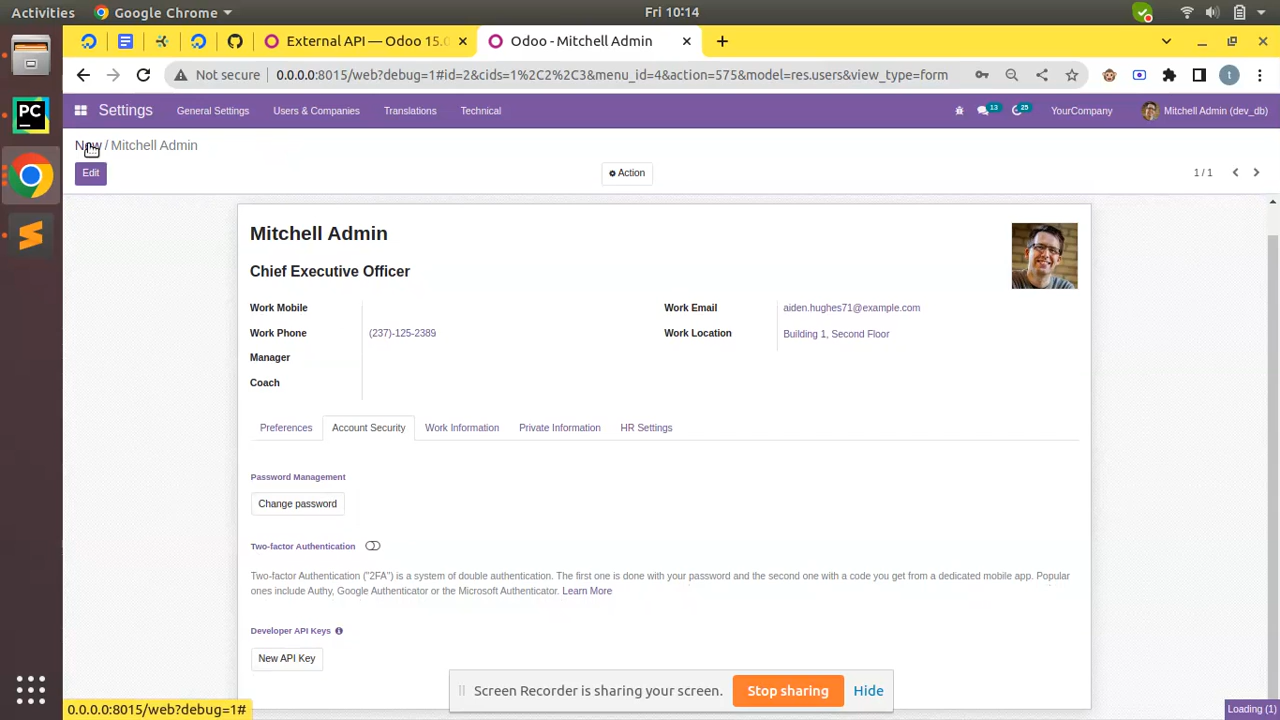 Activities Google Chrome Fri 10:14
External API — Odoo 15.0 Odoo - Mitchell Admin
Not secure 0.0.0.0:8015/web?debug=1#id=2&cids=1%2C2%2C3&menu_id=4&action=575&model=res.users&view_type=form t
Settings General Settings Users & Companies Translations Technical 13 25 YourCompany Mitchell Admin (dev_db)
New / Mitchell Admin
Edit Action 1 / 1
Mitchell Admin
Chief Executive Officer
Work Mobile Work Email aiden.hughes71@example.com
Work Phone (237)-125-2389 Work Location Building 1, Second Floor
Manager
Coach
Preferences Account Security Work Information Private Information HR Settings
Password Management
Change password
Two-factor Authentication
Two-factor Authentication ("2FA") is a system of double authentication. The first one is done with your password and the second one with a code you get from a dedicated mobile app. Popular
ones include Authy, Google Authenticator or the Microsoft Authenticator. Learn More
Developer API Keys
New API Key
Screen Recorder is sharing your screen. Stop sharing Hide
0.0.0.0:8015/web?debug=1# Loading (1)
PC